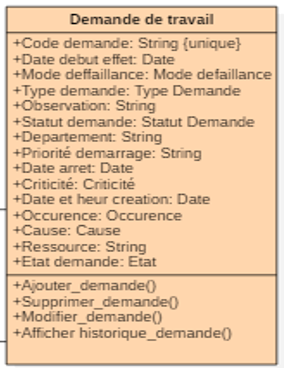 Demande de travail
+Code demande: String {unique}
+Date debut effet: Date
+Mode deffaillance: Mode defaillance
+Type demande: Type Demande
+Observation: String
+Statut demande: Statut Demande
+Departement: String
+Priorité demarrage: String
+Date arret: Date
+Criticité: Criticité
+Date et heur creation: Date
+Occurence: Occurence
+Cause: Cause
+Ressource: String
+Etat demande: Etat
+Ajouter_demande()
+Supprimer_demande()
+Modifier_demande()
+Afficher historique_demande()